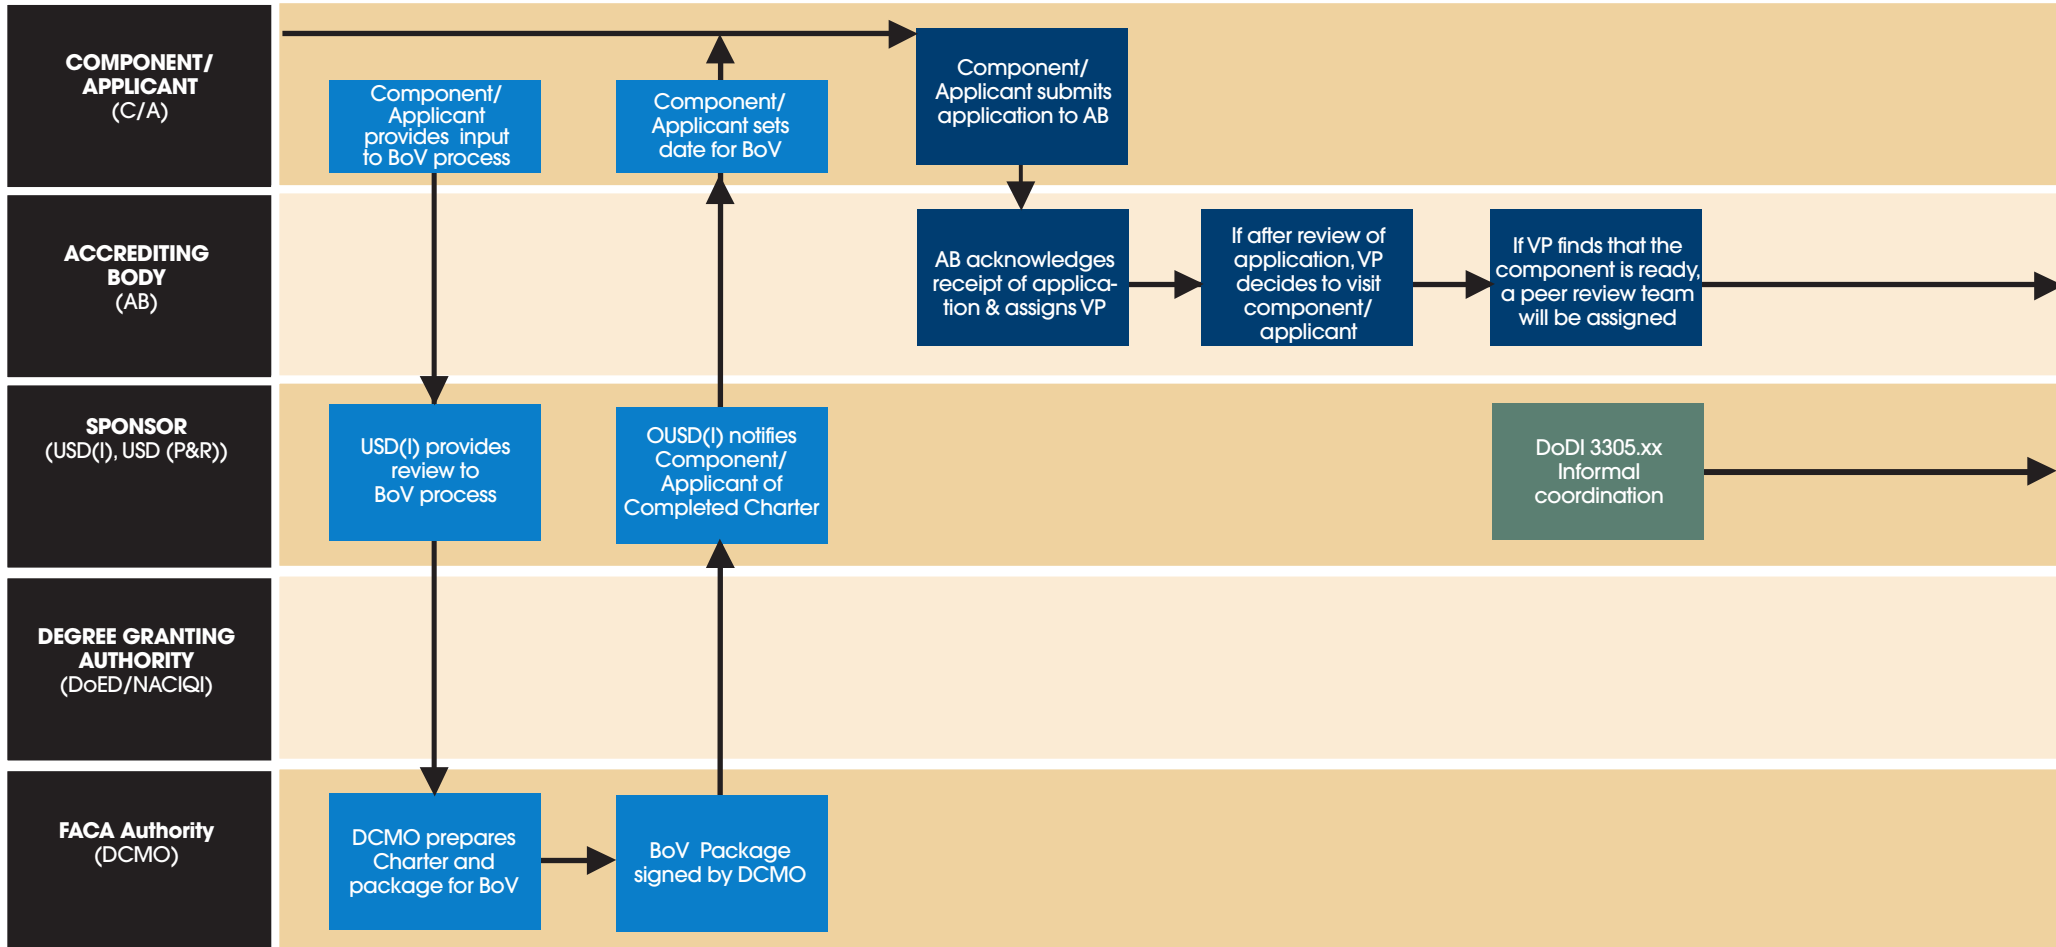 COMPONENT/
APPLICANT
(C/A)
Component/
Applicant
provides input
to BoV process
Component/
Applicant sets
date for BoV
Component/
Applicant submits
application to AB
ACCREDITING
BODY
(AB)
AB acknowledges
receipt of applica-
tion & assigns VP
If after review of
application, VP
decides to visit
component/
applicant
If VP finds that the
component is ready,
a peer review team
will be assigned
SPONSOR
(USD(I), USD (P&R))
USD(I) provides
review to
BoV process
OUSD(I) notifies
Component/
Applicant of
Completed Charter
DoDI 3305.xx
Informal
coordination
DEGREE GRANTING
AUTHORITY
(DoED/NACIQI)
FACA Authority
(DCMO)
DCMO prepares
Charter and
package for BoV
BoV Package
signed by DCMO